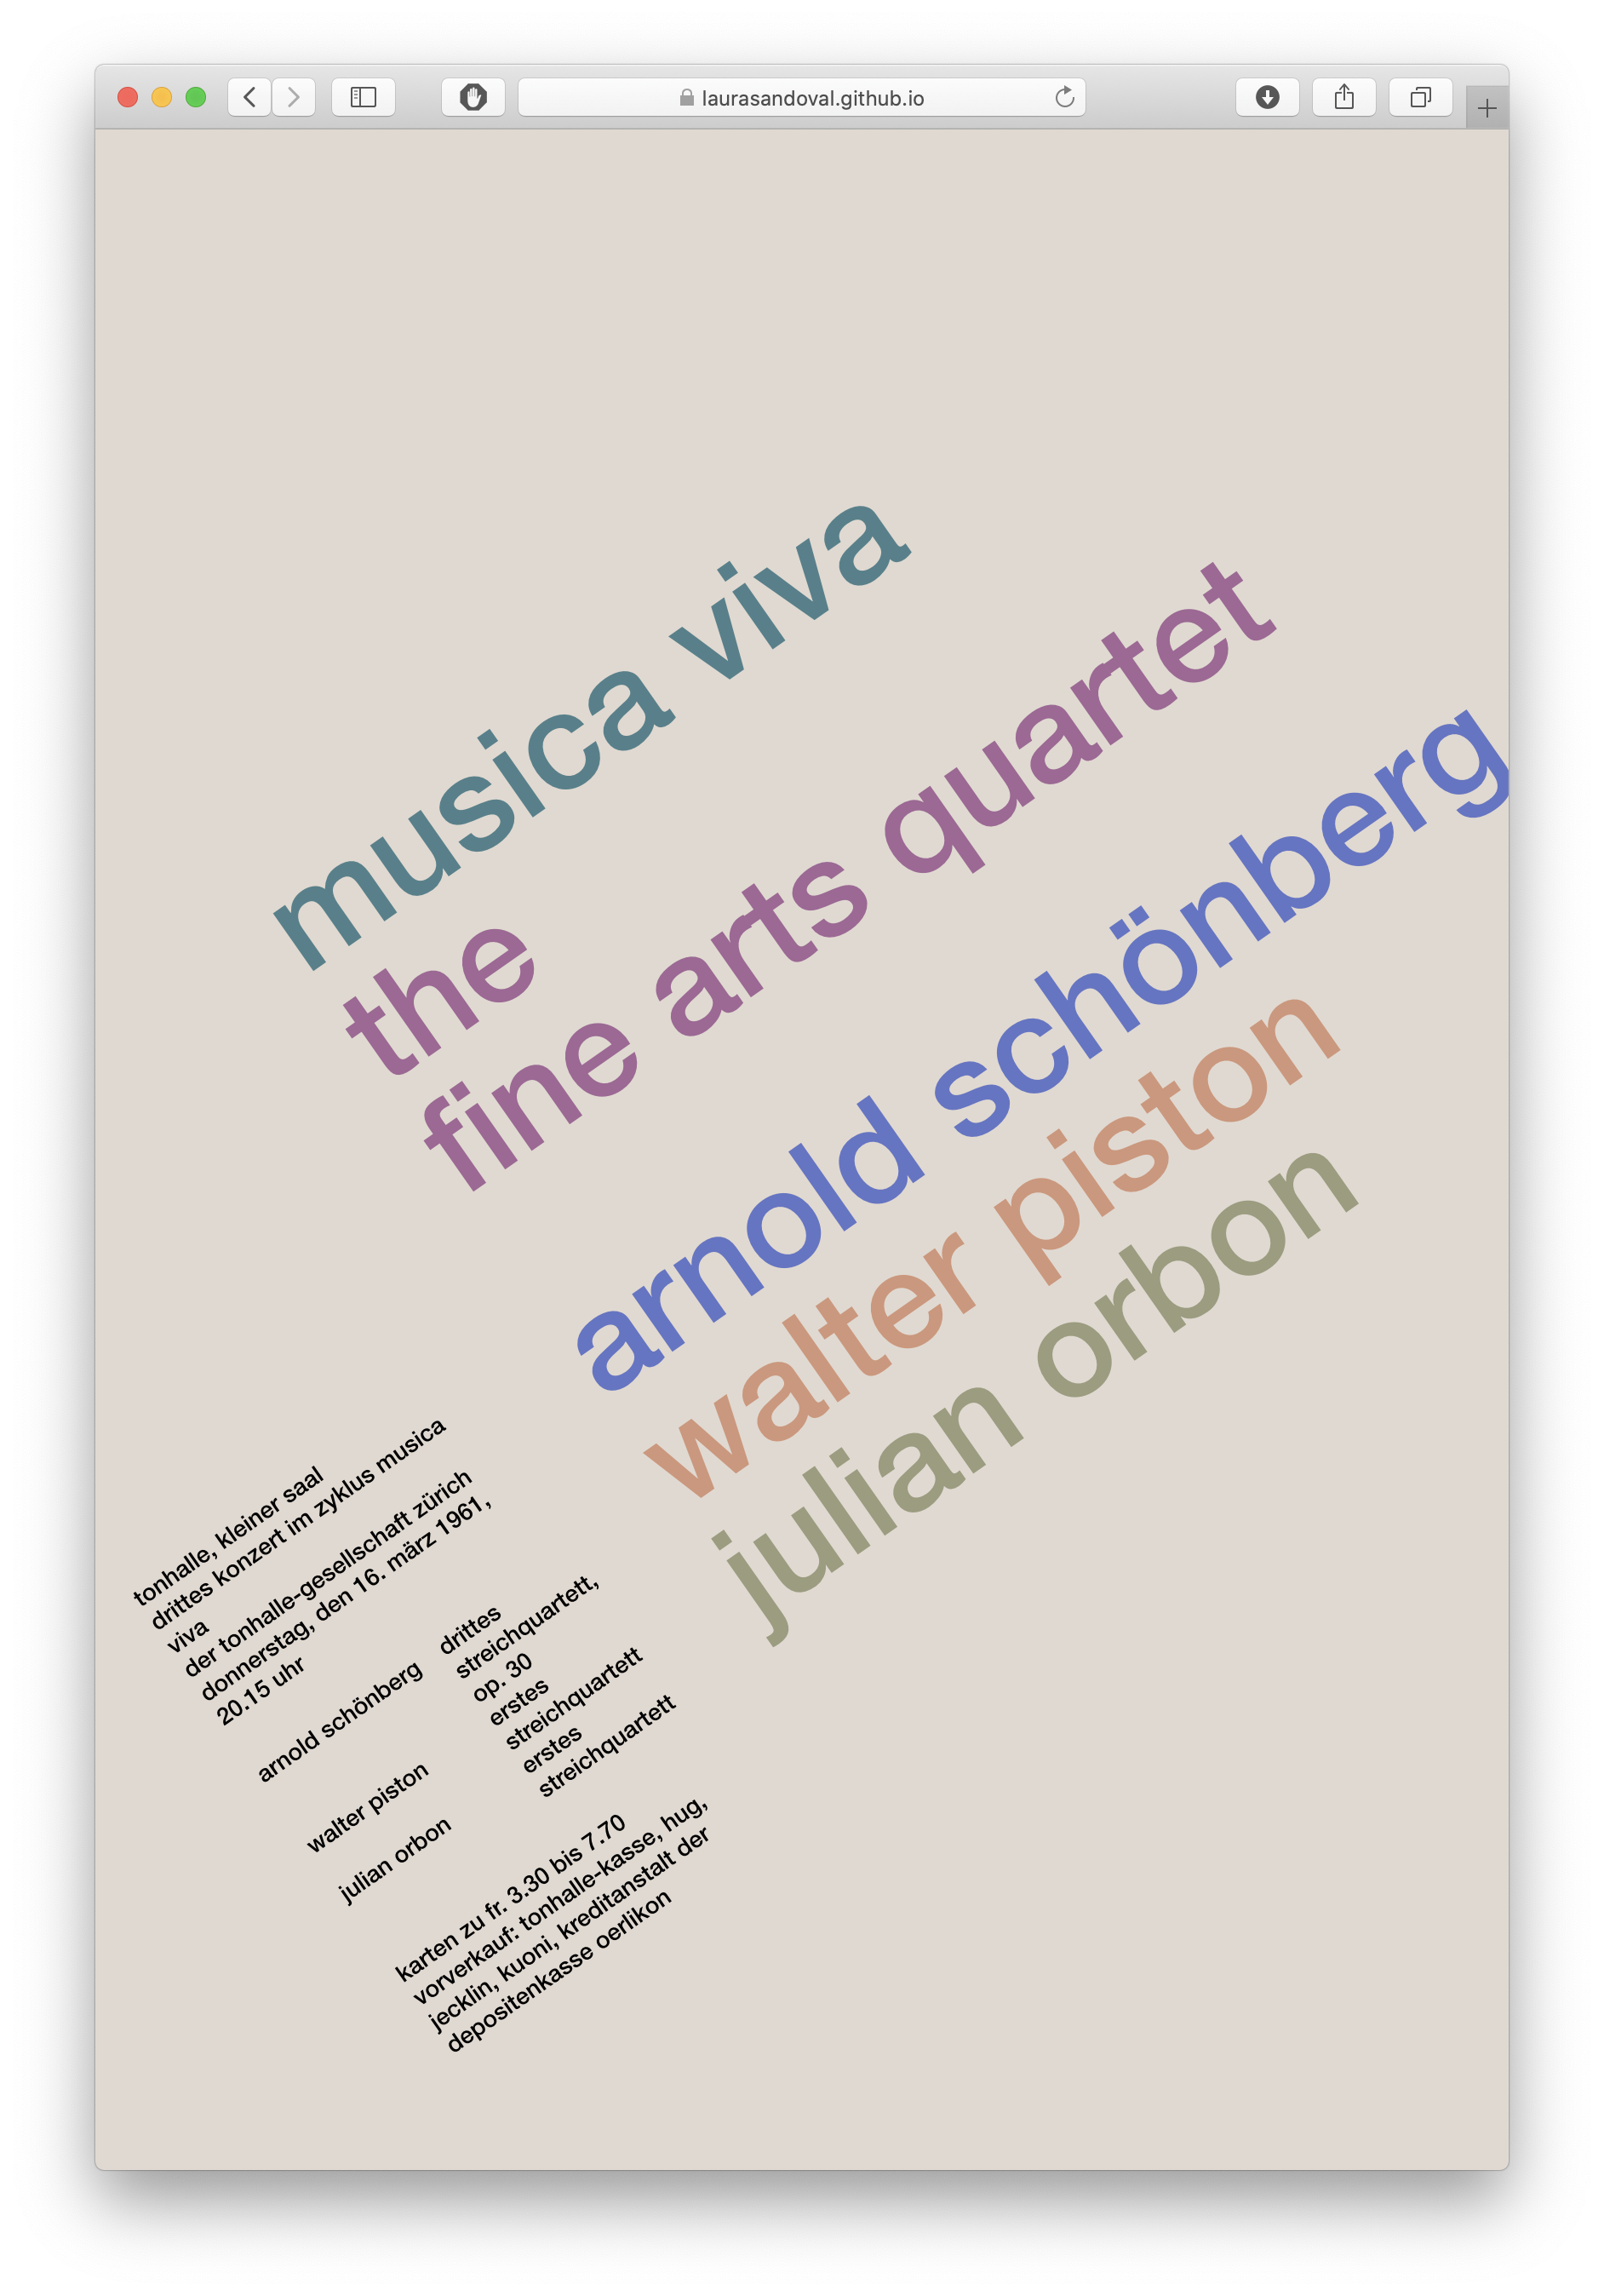 laurasandoval.github.io
musica viva
the
fine arts quartet
arnold schönberg
walter piston
julian orbon
tonhalle, kleiner saal
drittes konzert im zyklus musica
viva
der tonhalle-gesellschaft zürich
donnerstag, den 16. märz 1961,
20.15 uhr
arnold schönberg
drittes
streichquartett,
op. 30
walter piston
erstes
streichquartett
julian orbon
erstes
streichquartett
karten zu fr. 3.30 bis 7.70
vorverkauf: tonhalle-kasse, hug,
jecklin, kuoni, kreditanstalt der
depositenkasse oerlikon